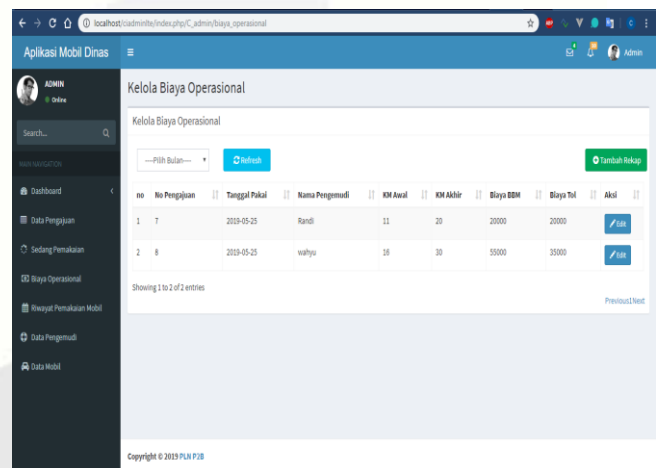 localhost/ciadminlte/index.php/C_admin/biaya_operasional
Aplikasi Mobil Dinas
Admin
ADMIN
Online
Search...
MAIN NAVIGATION
Dashboard
Data Pengajuan
Sedang Pemakaian
Biaya Operasional
Riwayat Pemakaian Mobil
Data Pengemudi
Data Mobil
Kelola Biaya Operasional
Kelola Biaya Operasional
----Pilih Bulan----
Refresh
Tambah Rekap
no No Pengajuan Tanggal Pakai Nama Pengemudi KM Awal KM Akhir Biaya BBM Biaya Tol Aksi
1 7 2019-05-25 Randi 11 20 20000 20000 Edit
2 8 2019-05-25 wahyu 16 30 55000 35000 Edit
Showing 1 to 2 of 2 entries
Previous1Next
Copyright © 2019 PLN P2B